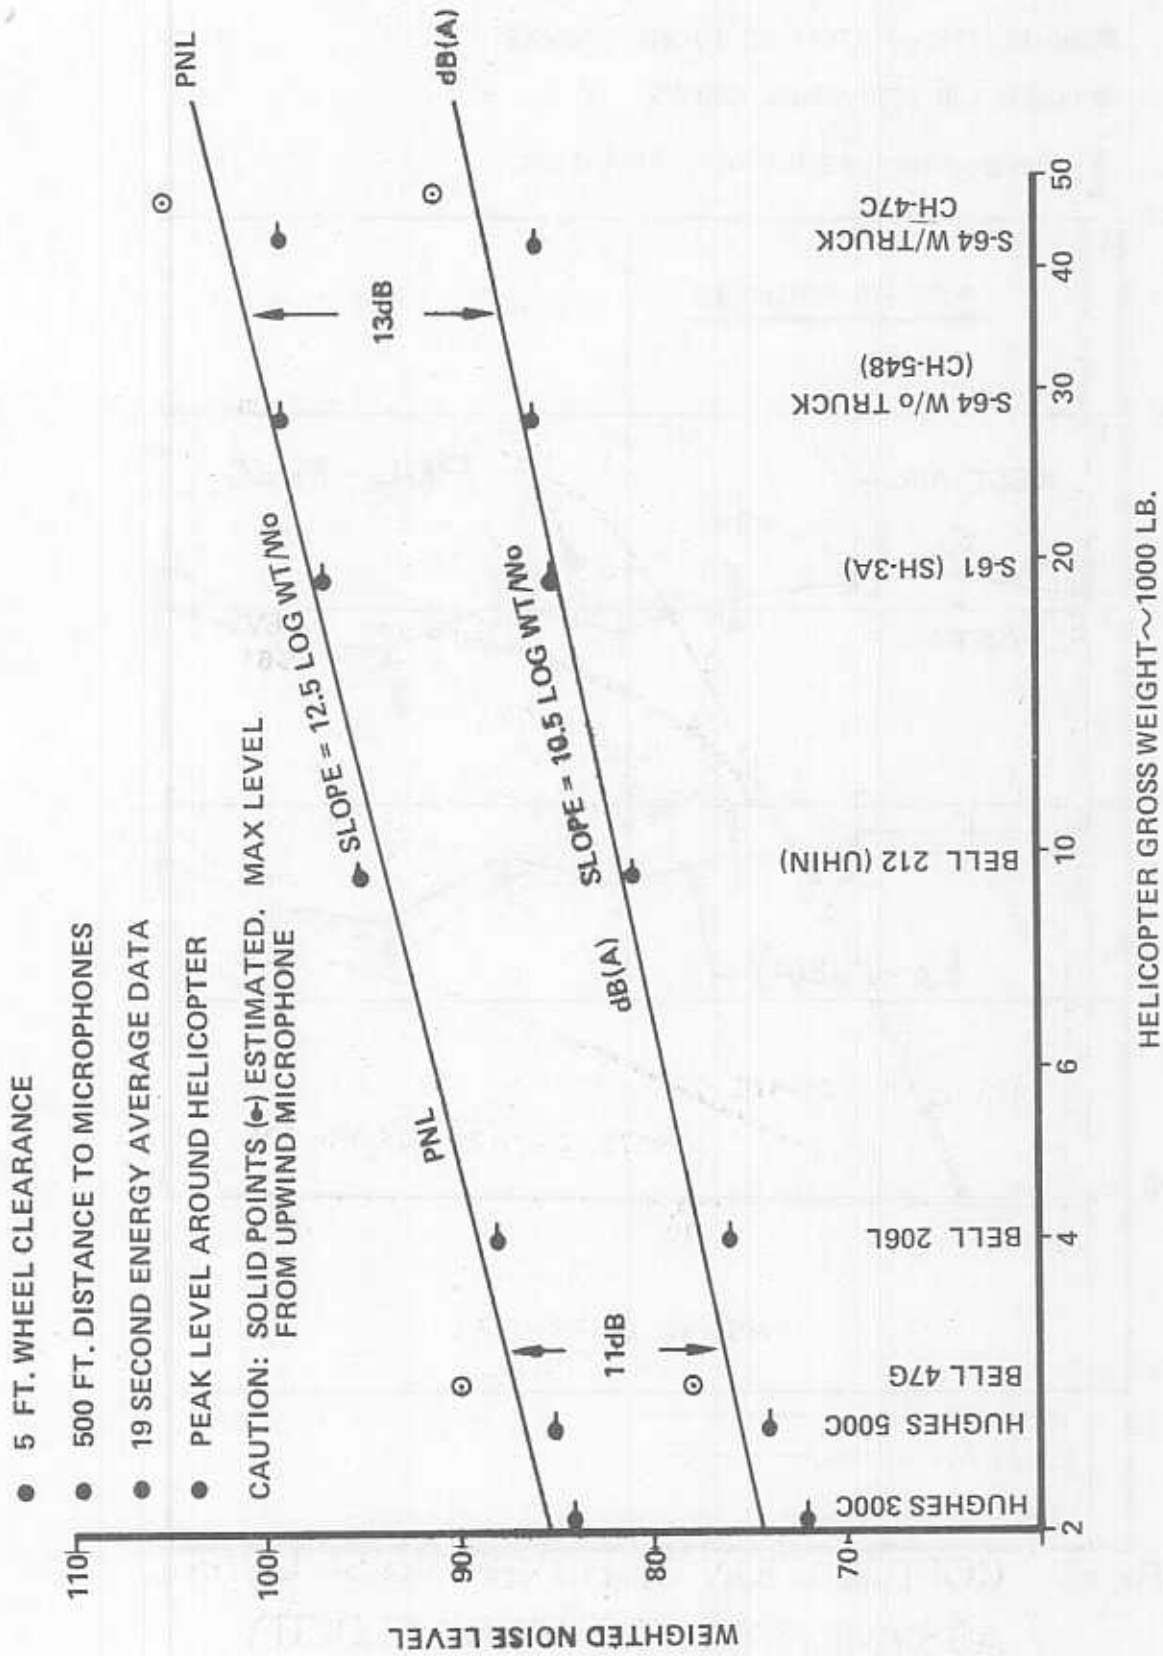 ● 5 FT. WHEEL CLEARANCE
● 500 FT. DISTANCE TO MICROPHONES
● 19 SECOND ENERGY AVERAGE DATA
● PEAK LEVEL AROUND HELICOPTER
CAUTION: SOLID POINTS (●-) ESTIMATED. MAX LEVEL
FROM UPWIND MICROPHONE
WEIGHTED NOISE LEVEL
110
100
90
80
70
PNL
SLOPE = 12.5 LOG WT/Wo
PNL
dB(A)
SLOPE = 10.5 LOG WT/Wo
dB(A)
11dB
13dB
HUGHES 300C
HUGHES 500C
BELL 47G
BELL 206L
BELL 212 (UHIN)
S-61 (SH-3A)
S-64 W/o TRUCK
(CH-548)
S-64 W/TRUCK
CH-47C
2
4
6
10
20
30
40
50
HELICOPTER GROSS WEIGHT~1000 LB.